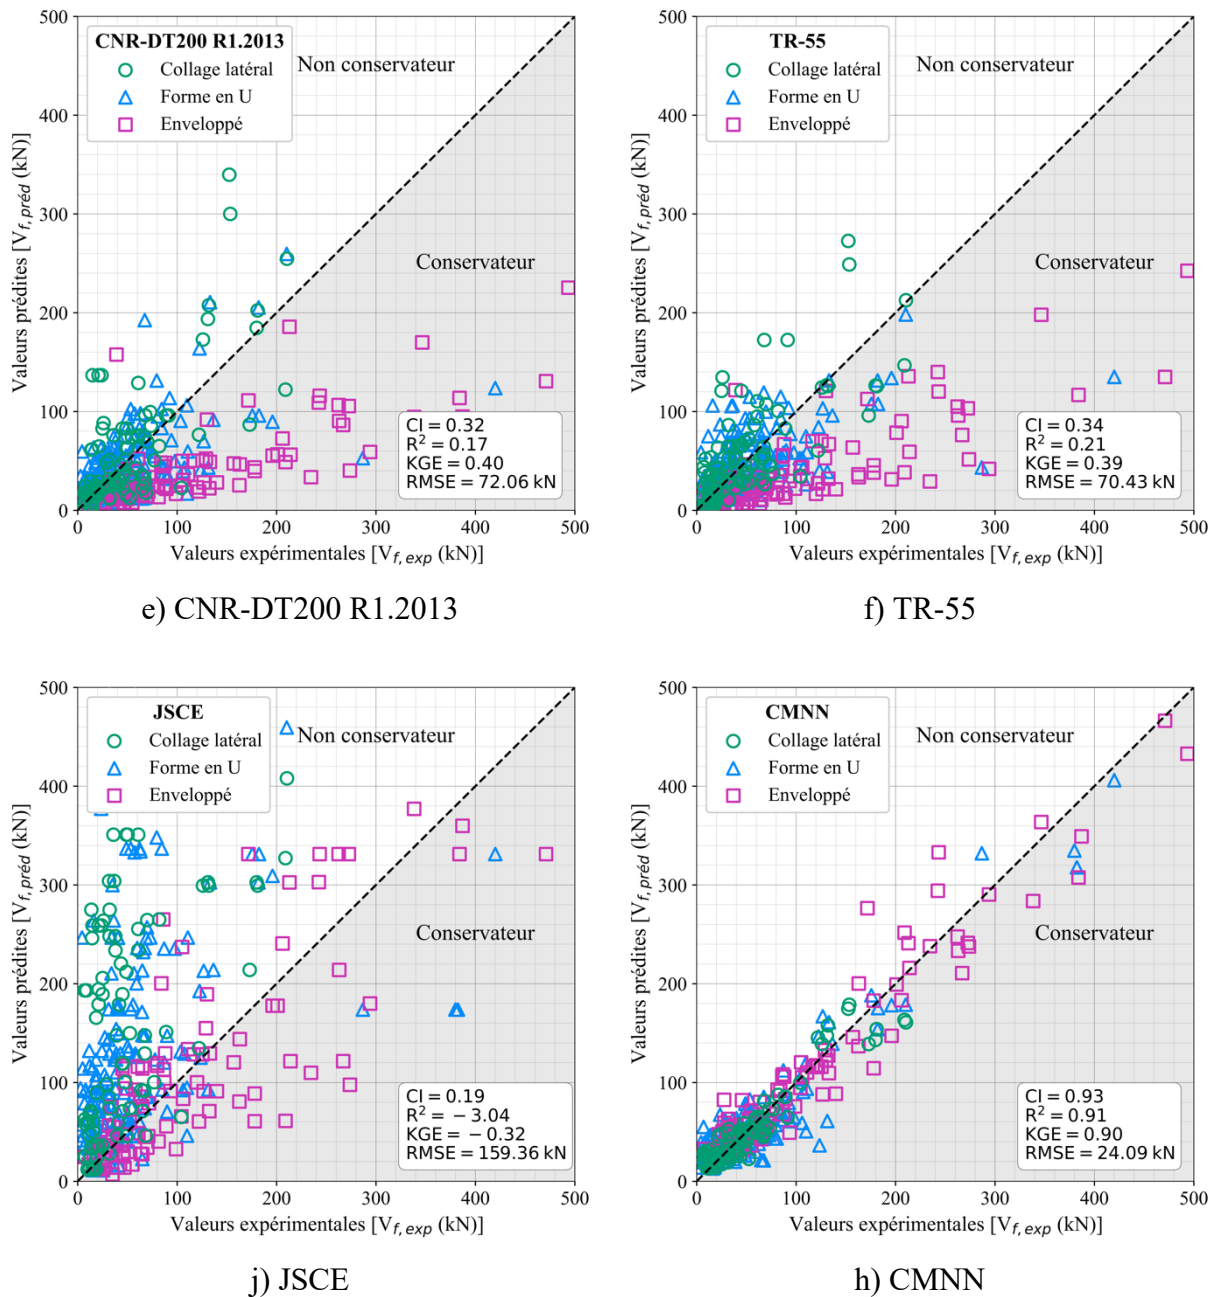 CNR-DT200 R1.2013
Collage latéral
Forme en U
Enveloppé
Non conservateur
Conservateur
CI = 0.32
R² = 0.17
KGE = 0.40
RMSE = 72.06 kN
500
400
300
200
100
0
0 100 200 300 400 500
Valeurs prédites [V_f,préd (kN)]
Valeurs expérimentales [V_f,exp (kN)]
e) CNR-DT200 R1.2013
TR-55
Collage latéral
Forme en U
Enveloppé
Non conservateur
Conservateur
CI = 0.34
R² = 0.21
KGE = 0.39
RMSE = 70.43 kN
500
400
300
200
100
0
0 100 200 300 400 500
Valeurs prédites [V_f,préd (kN)]
Valeurs expérimentales [V_f,exp (kN)]
f) TR-55
JSCE
Collage latéral
Forme en U
Enveloppé
Non conservateur
Conservateur
CI = 0.19
R² = −3.04
KGE = −0.32
RMSE = 159.36 kN
500
400
300
200
100
0
0 100 200 300 400 500
Valeurs prédites [V_f,préd (kN)]
Valeurs expérimentales [V_f,exp (kN)]
j) JSCE
CMNN
Collage latéral
Forme en U
Enveloppé
Non conservateur
Conservateur
CI = 0.93
R² = 0.91
KGE = 0.90
RMSE = 24.09 kN
500
400
300
200
100
0
0 100 200 300 400 500
Valeurs prédites [V_f,préd (kN)]
Valeurs expérimentales [V_f,exp (kN)]
h) CMNN